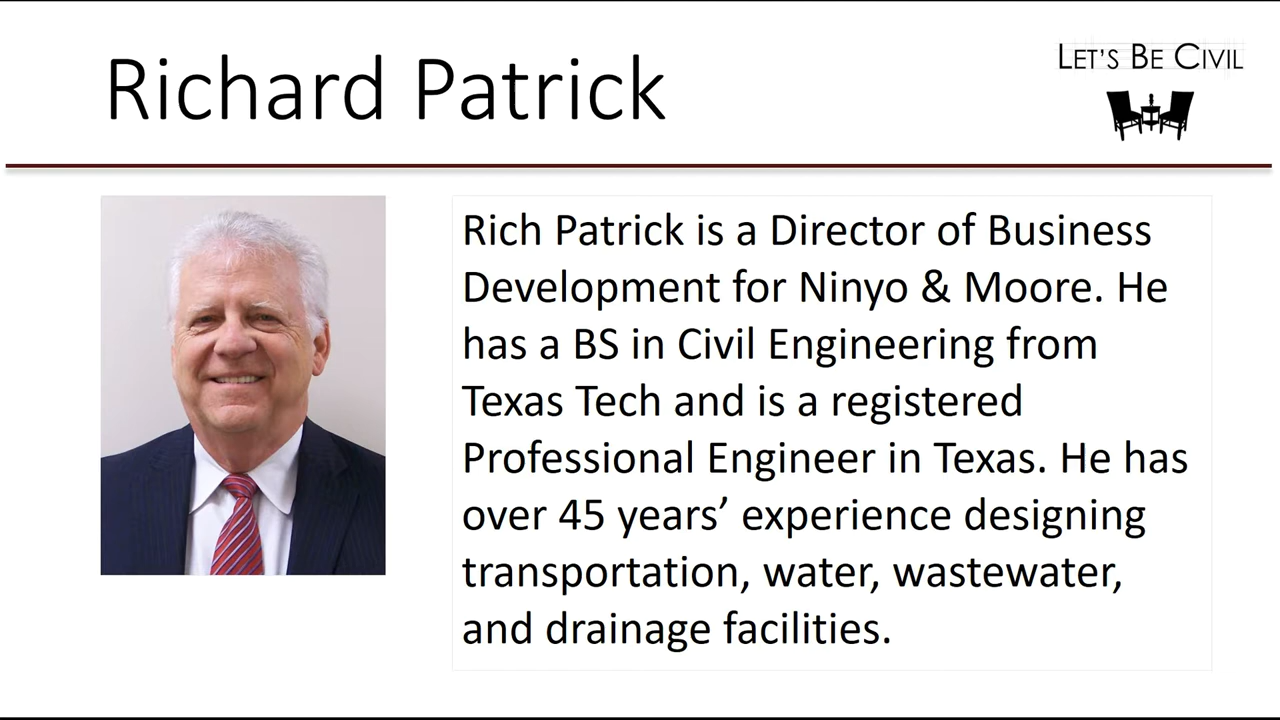 Richard Patrick
LET'S BE CIVIL
Rich Patrick is a Director of Business
Development for Ninyo & Moore. He
has a BS in Civil Engineering from
Texas Tech and is a registered
Professional Engineer in Texas. He has
over 45 years’ experience designing
transportation, water, wastewater,
and drainage facilities.